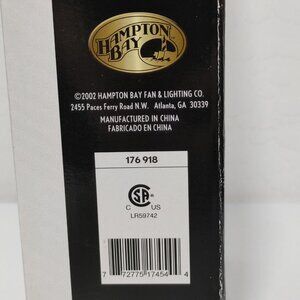 HAMPTON
BAY
©2002 HAMPTON BAY FAN & LIGHTING CO.
2455 Paces Ferry Road N.W. Atlanta, GA 30339
MANUFACTURED IN CHINA
FABRICADO EN CHINA
176 918
CSA
C US
LR59742
7 72775 17454 4